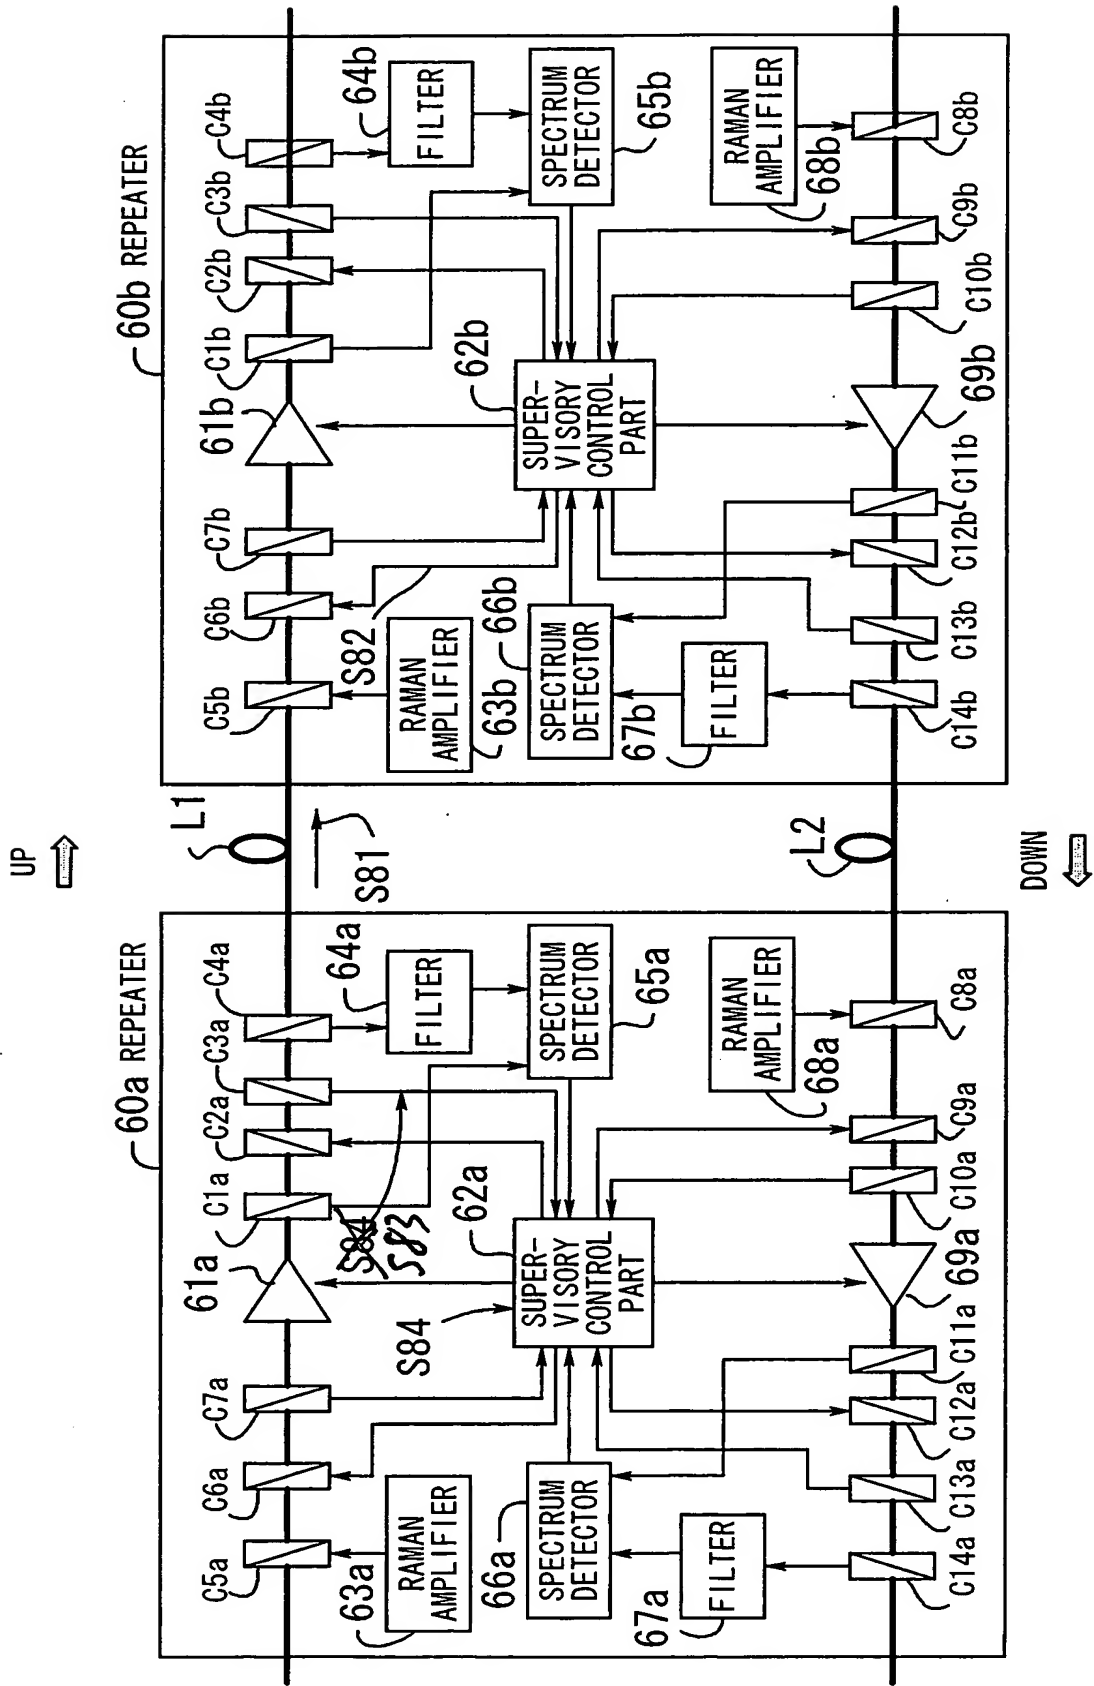 UP
DOWN
60a REPEATER
C5a
C6a
C7a
61a
C1a
C2a
C3a
C4a
63a
RAMAN
AMPLIFIER
S84
S84
S83
64a
FILTER
62a
SUPER-
VISORY
CONTROL
PART
66a
SPECTRUM
DETECTOR
SPECTRUM
DETECTOR
65a
67a
FILTER
RAMAN
AMPLIFIER
68a
C14a
C13a
C12a
C11a
69a
C10a
C9a
C8a
L1
S81
L2
60b REPEATER
C5b
C6b
C7b
61b
C1b
C2b
C3b
C4b
S82
RAMAN
AMPLIFIER
63b
64b
FILTER
62b
SUPER-
VISORY
CONTROL
PART
66b
SPECTRUM
DETECTOR
SPECTRUM
DETECTOR
65b
67b
FILTER
RAMAN
AMPLIFIER
68b
C14b
C13b
C12b
C11b
69b
C10b
C9b
C8b